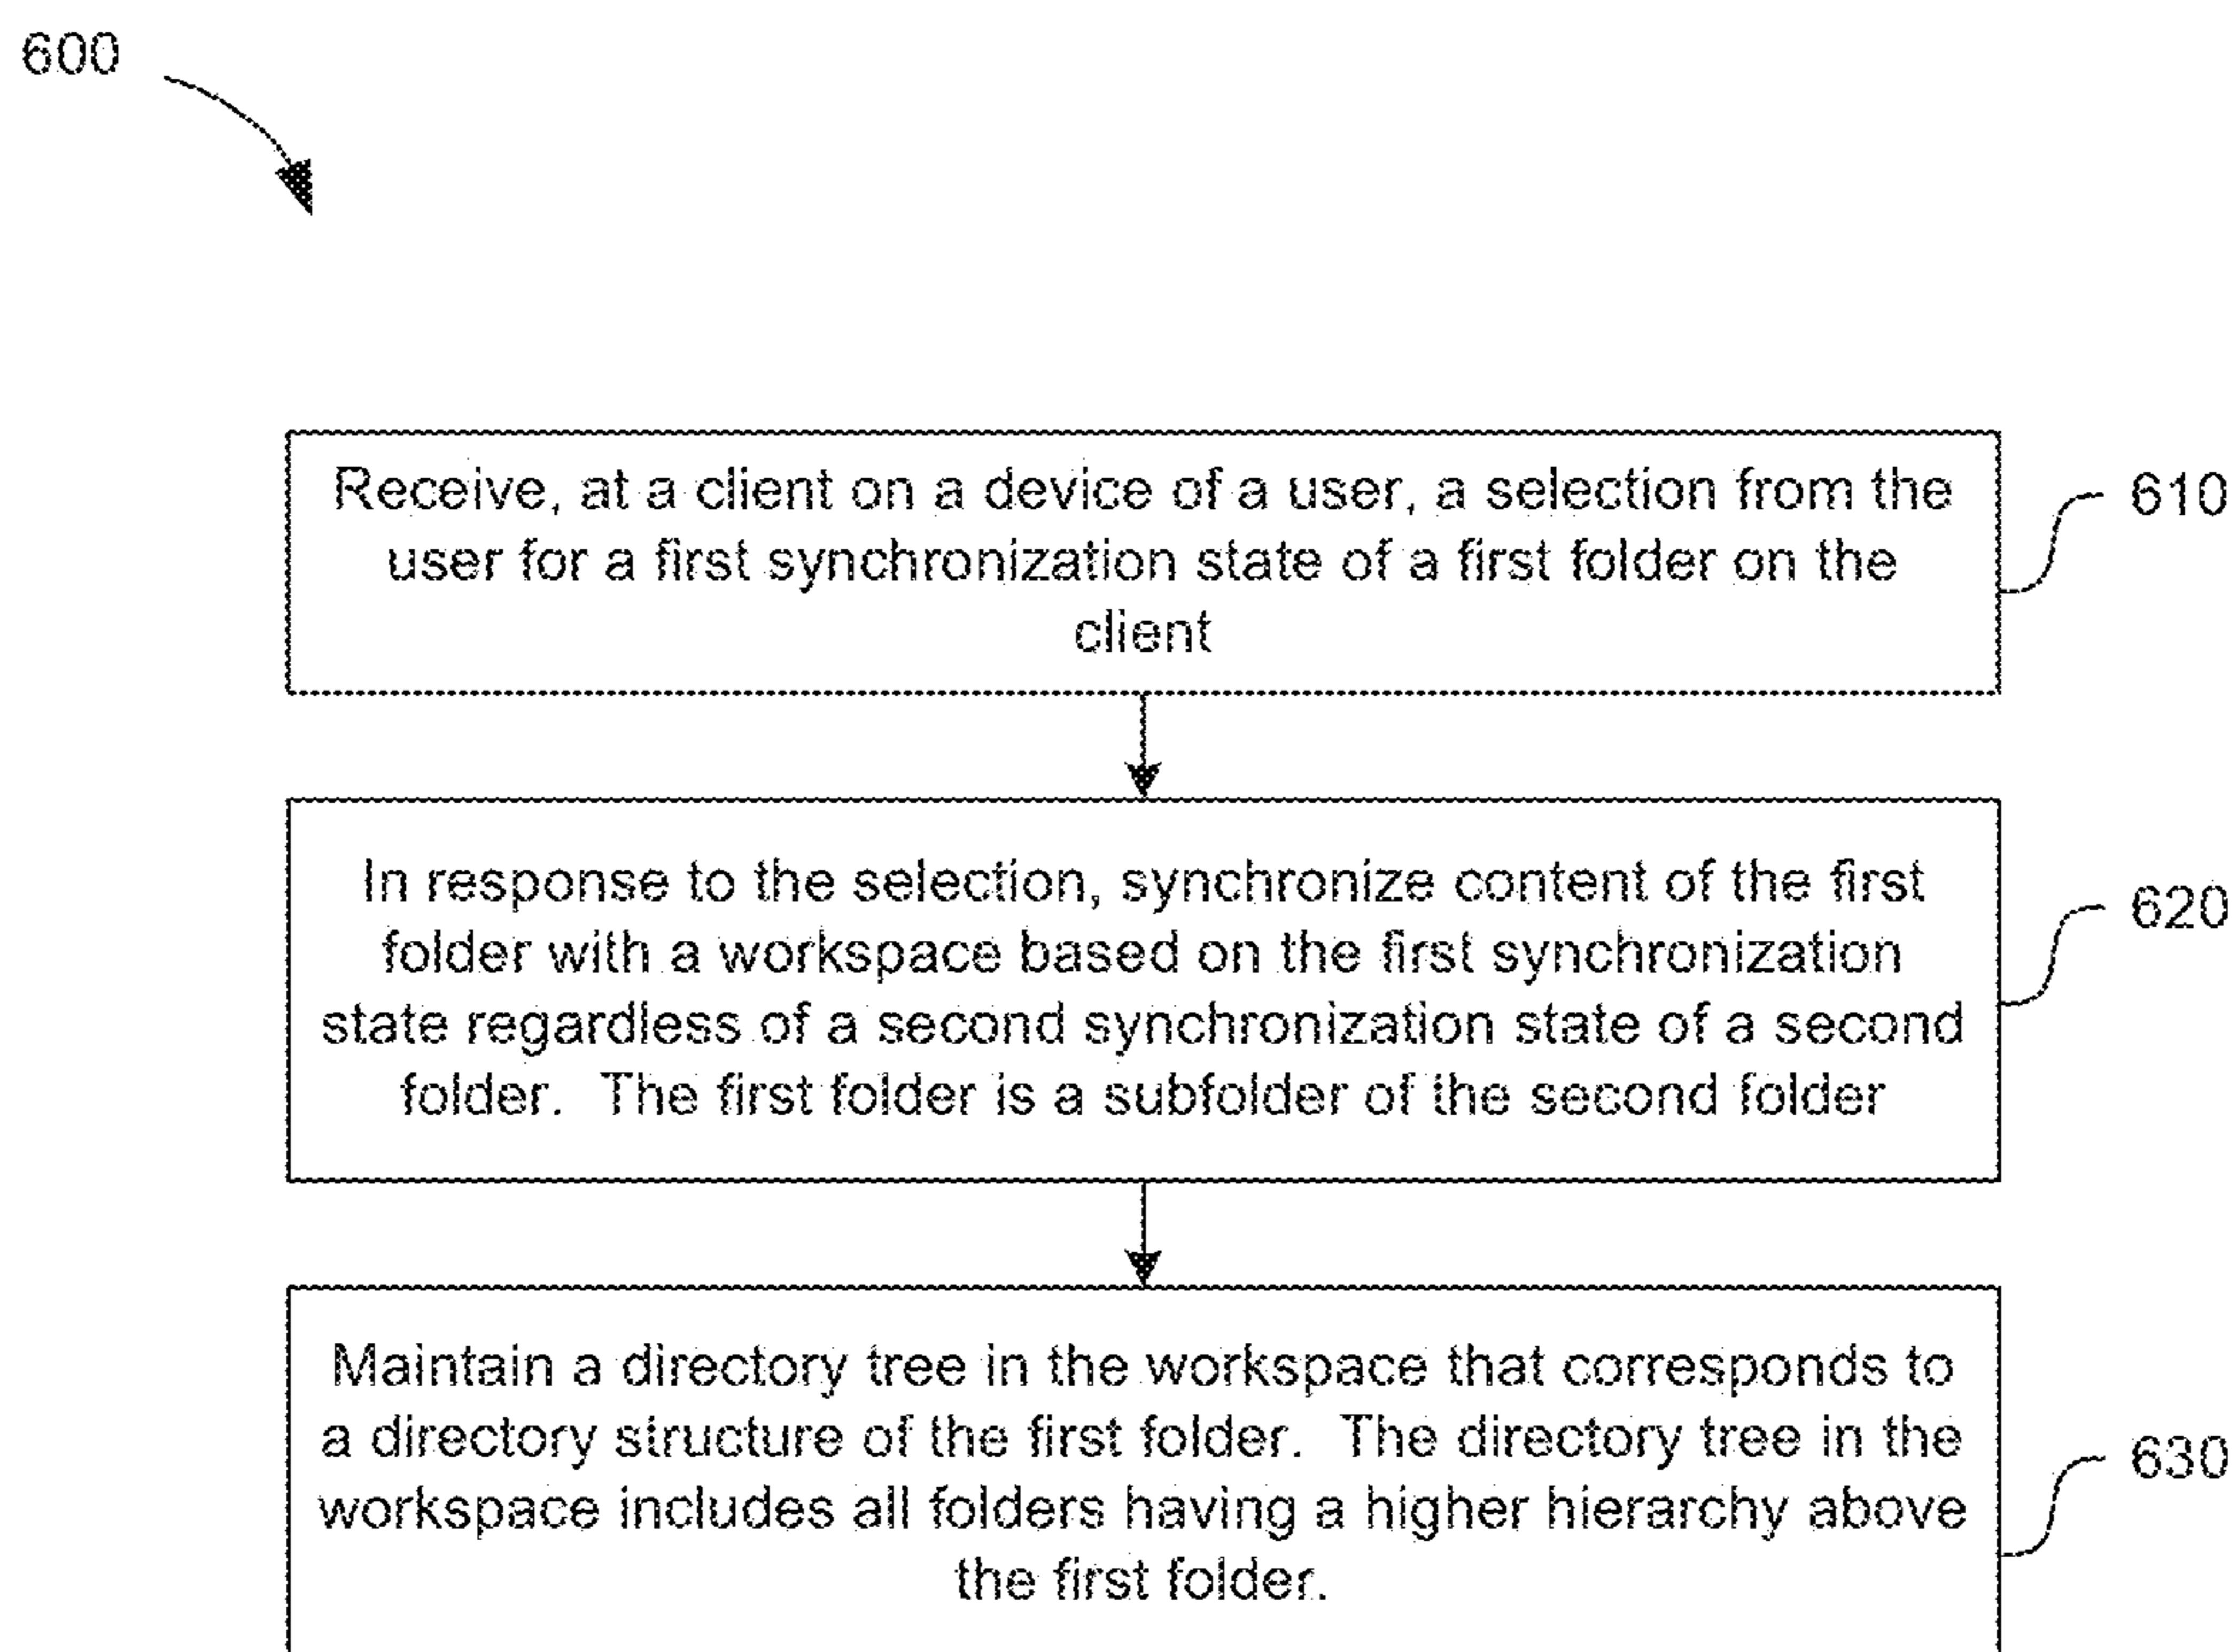 600
Receive, at a client on a device of a user, a selection from the
user for a first synchronization state of a first folder on the
client
610
In response to the selection, synchronize content of the first
folder with a workspace based on the first synchronization
state regardless of a second synchronization state of a second
folder. The first folder is a subfolder of the second folder
620
Maintain a directory tree in the workspace that corresponds to
a directory structure of the first folder. The directory tree in the
workspace includes all folders having a higher hierarchy above
the first folder.
630